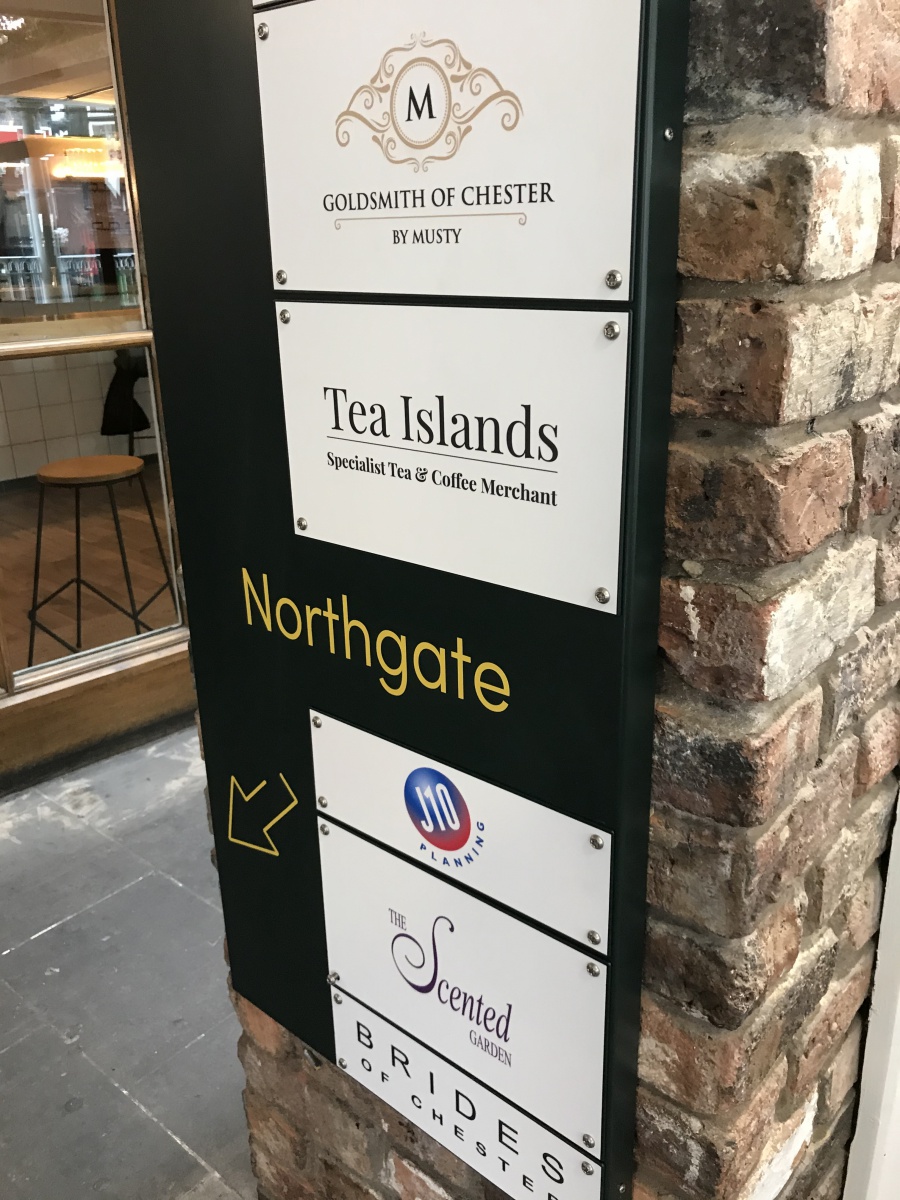 M
GOLDSMITH OF CHESTER
BY MUSTY
Tea Islands
Specialist Tea & Coffee Merchant
Northgate
J10
PLANNING
THE
Scented
GARDEN
BRIDES
OF CHESTER